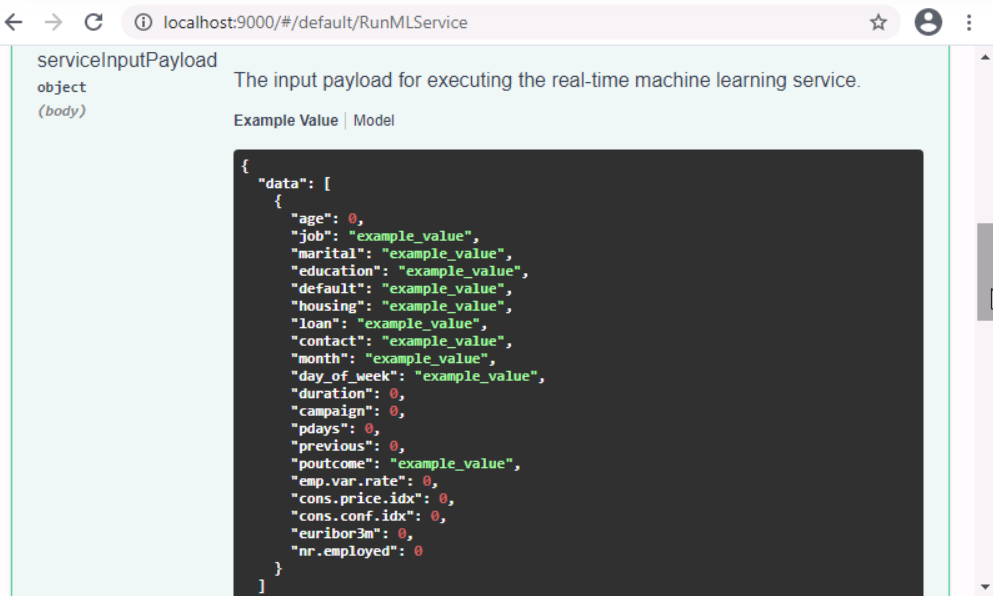 localhost:9000/#/default/RunMLService
serviceInputPayload
object
(body)
The input payload for executing the real-time machine learning service.
Example Value | Model
{
  "data": [
    {
      "age": 0,
      "job": "example_value",
      "marital": "example_value",
      "education": "example_value",
      "default": "example_value",
      "housing": "example_value",
      "loan": "example_value",
      "contact": "example_value",
      "month": "example_value",
      "day_of_week": "example_value",
      "duration": 0,
      "campaign": 0,
      "pdays": 0,
      "previous": 0,
      "poutcome": "example_value",
      "emp.var.rate": 0,
      "cons.price.idx": 0,
      "cons.conf.idx": 0,
      "euribor3m": 0,
      "nr.employed": 0
    }
  ]